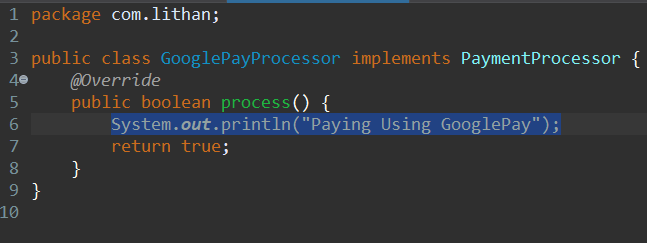 1 package com.lithan;
2
3 public class GooglePayProcessor implements PaymentProcessor {
4 @Override
5 public boolean process() {
6 System.out.println("Paying Using GooglePay");
7 return true;
8 }
9 }
10